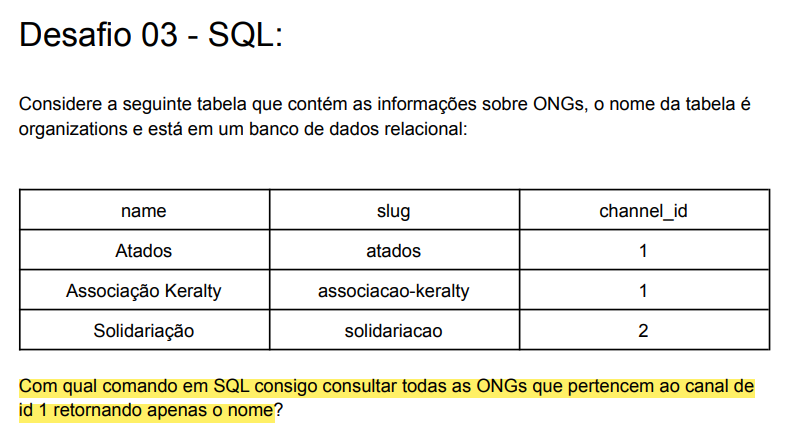 Desafio 03 - SQL:
Considere a seguinte tabela que contém as informações sobre ONGs, o nome da tabela é
organizations e está em um banco de dados relacional:
name slug channel_id
Atados atados 1
Associação Keralty associacao-keralty 1
Solidariação solidariacao 2
Com qual comando em SQL consigo consultar todas as ONGs que pertencem ao canal de
id 1 retornando apenas o nome?